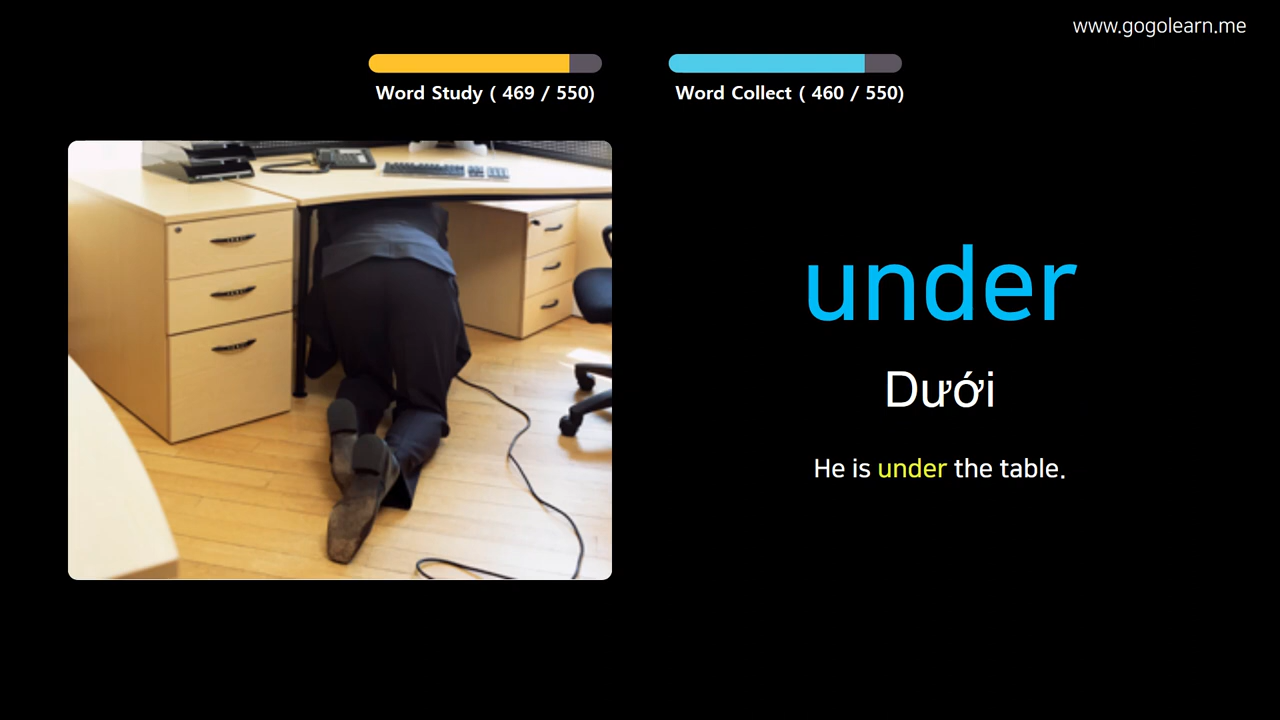 www.gogolearn.me
Word Study ( 469 / 550)
Word Collect ( 460 / 550)
under
Dưới
He is under the table.